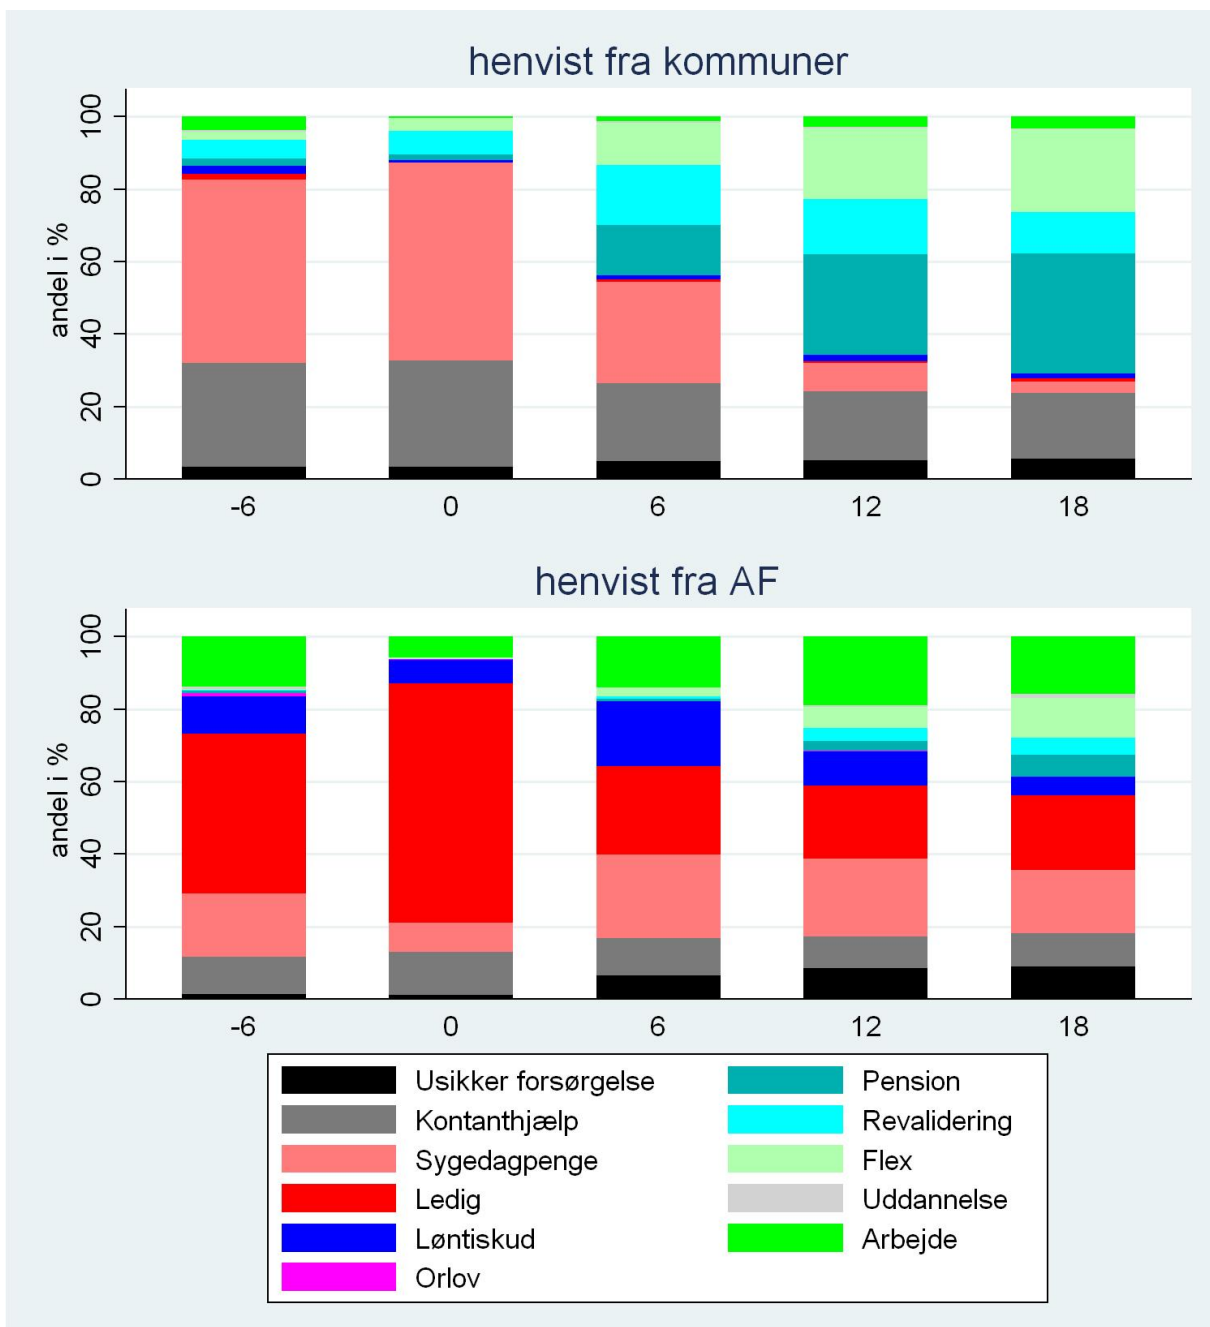 henvist fra kommuner
andel i %
100
80
60
40
20
0
-6 0 6 12 18
henvist fra AF
andel i %
100
80
60
40
20
0
-6 0 6 12 18
Usikker forsørgelse
Kontanthjælp
Sygedagpenge
Ledig
Løntiskud
Orlov
Pension
Revalidering
Flex
Uddannelse
Arbejde